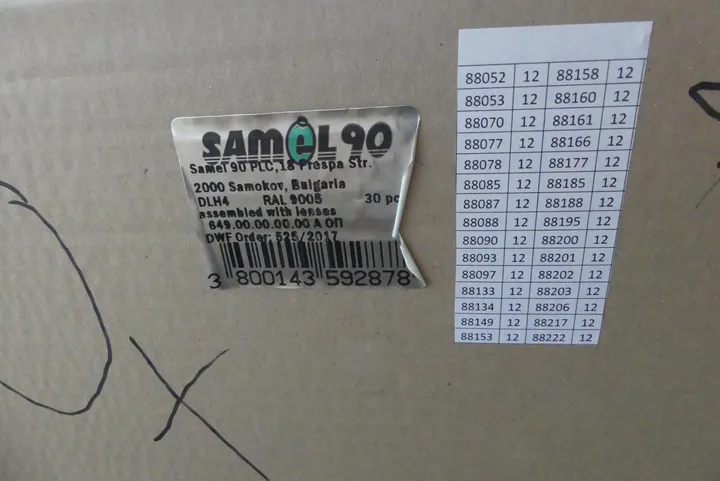 SAMeL 90
Samel 90 PLC, 18 Prespa Str.
2000 Samokov, Bulgaria
DLH4 RAL 9005 30 pc
assembled with lenses
649.00.00.00.00 А ОП
DWF Order: 525/2017
3 800143 592878
88052 12 88158 12
88053 12 88160 12
88070 12 88161 12
88077 12 88166 12
88078 12 88177 12
88085 12 88185 12
88087 12 88188 12
88088 12 88195 12
88090 12 88200 12
88093 12 88201 12
88097 12 88202 12
88133 12 88203 12
88134 12 88206 12
88149 12 88217 12
88153 12 88222 12